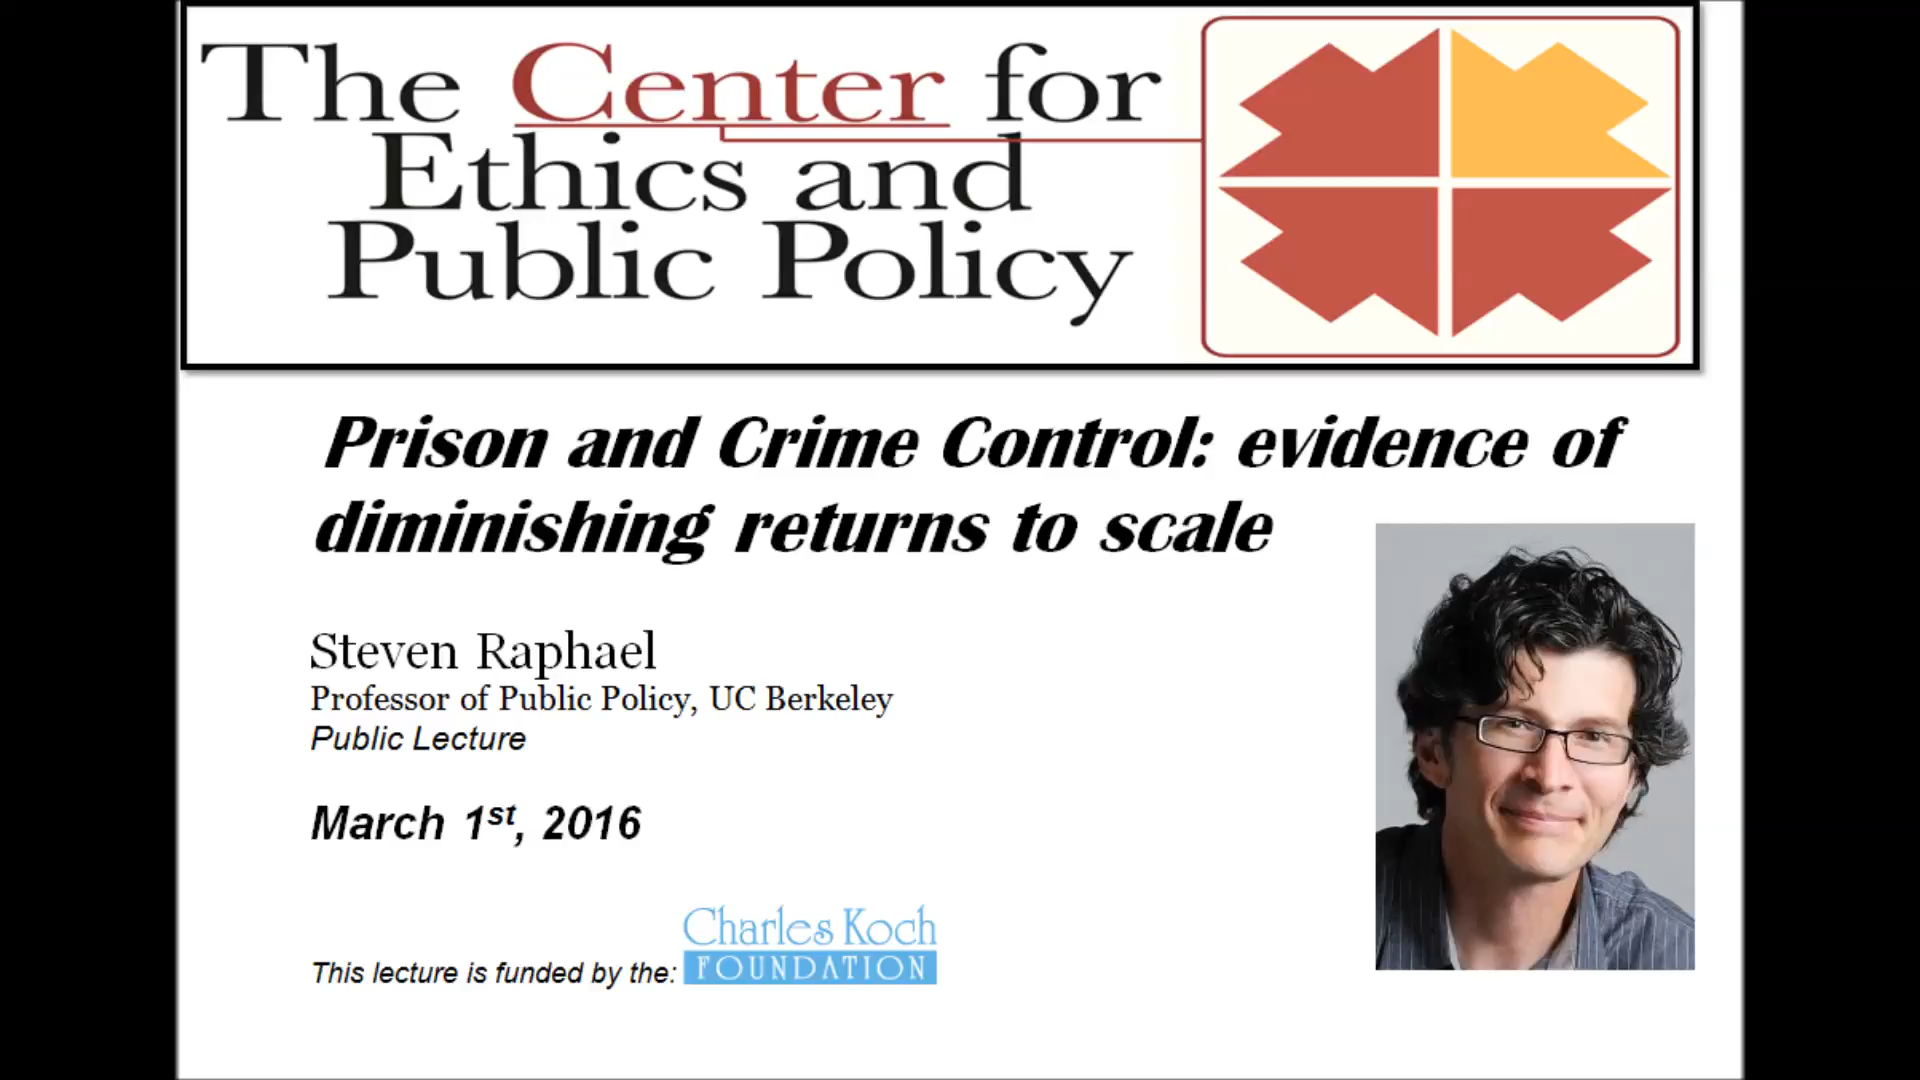 The Center for
Ethics and
Public Policy
Prison and Crime Control: evidence of
diminishing returns to scale
Steven Raphael
Professor of Public Policy, UC Berkeley
Public Lecture
March 1st, 2016
This lecture is funded by the:
Charles Koch
FOUNDATION